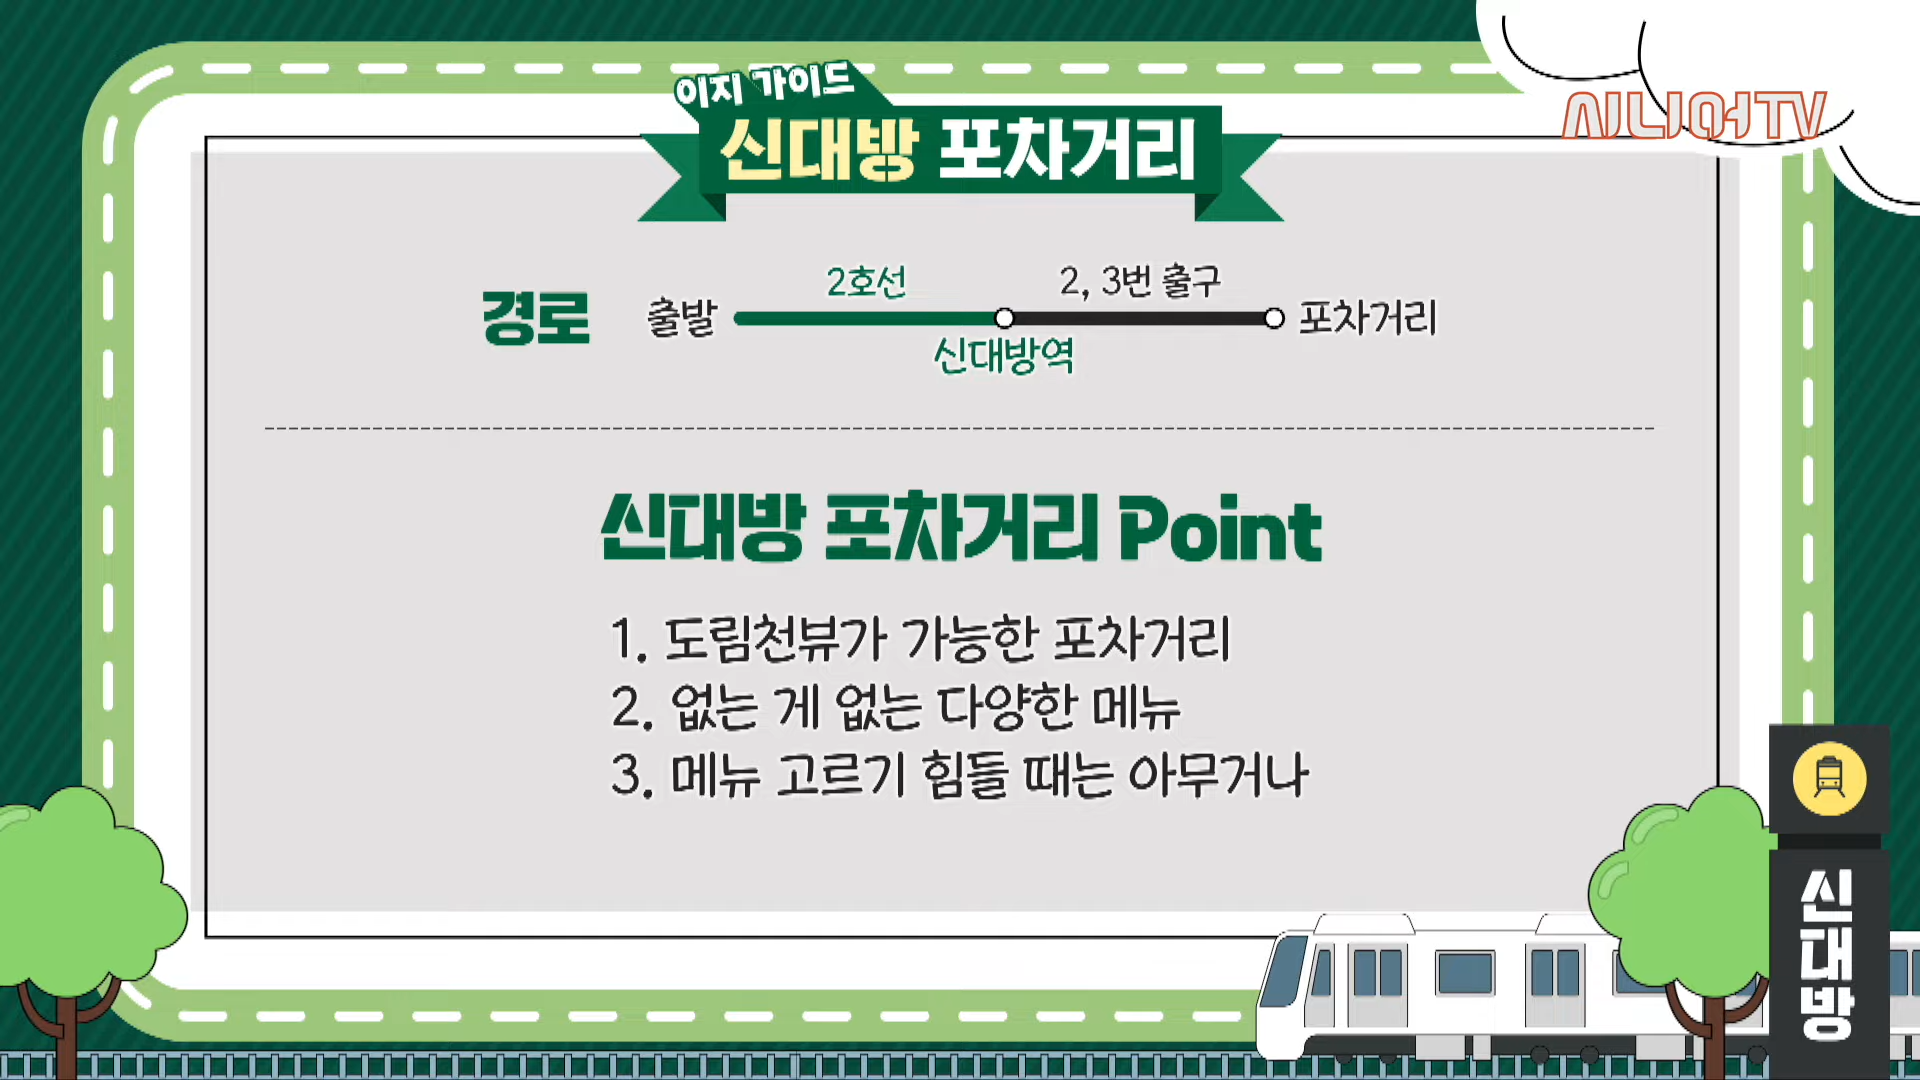 이지 가이드
신대방 포차거리
시니어TV
경로
출발
2호선
신대방역
2, 3번 출구
포차거리
신대방 포차거리 Point
1. 도림천뷰가 가능한 포차거리
2. 없는 게 없는 다양한 메뉴
3. 메뉴 고르기 힘들 때는 아무거나
신대방